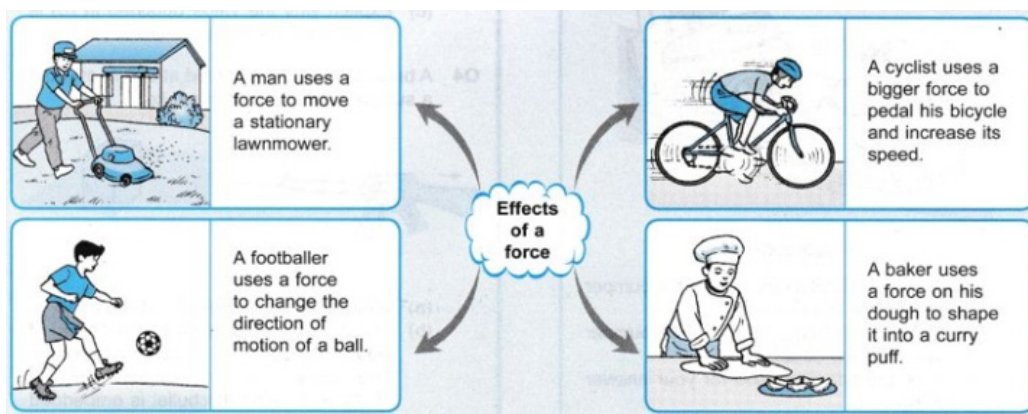 A man uses a
force to move
a stationary
lawnmower.
A cyclist uses a
bigger force to
pedal his bicycle
and increase its
speed.
Effects
of a
force
A footballer
uses a force
to change the
direction of
motion of a ball.
A baker uses
a force on his
dough to shape
it into a curry
puff.